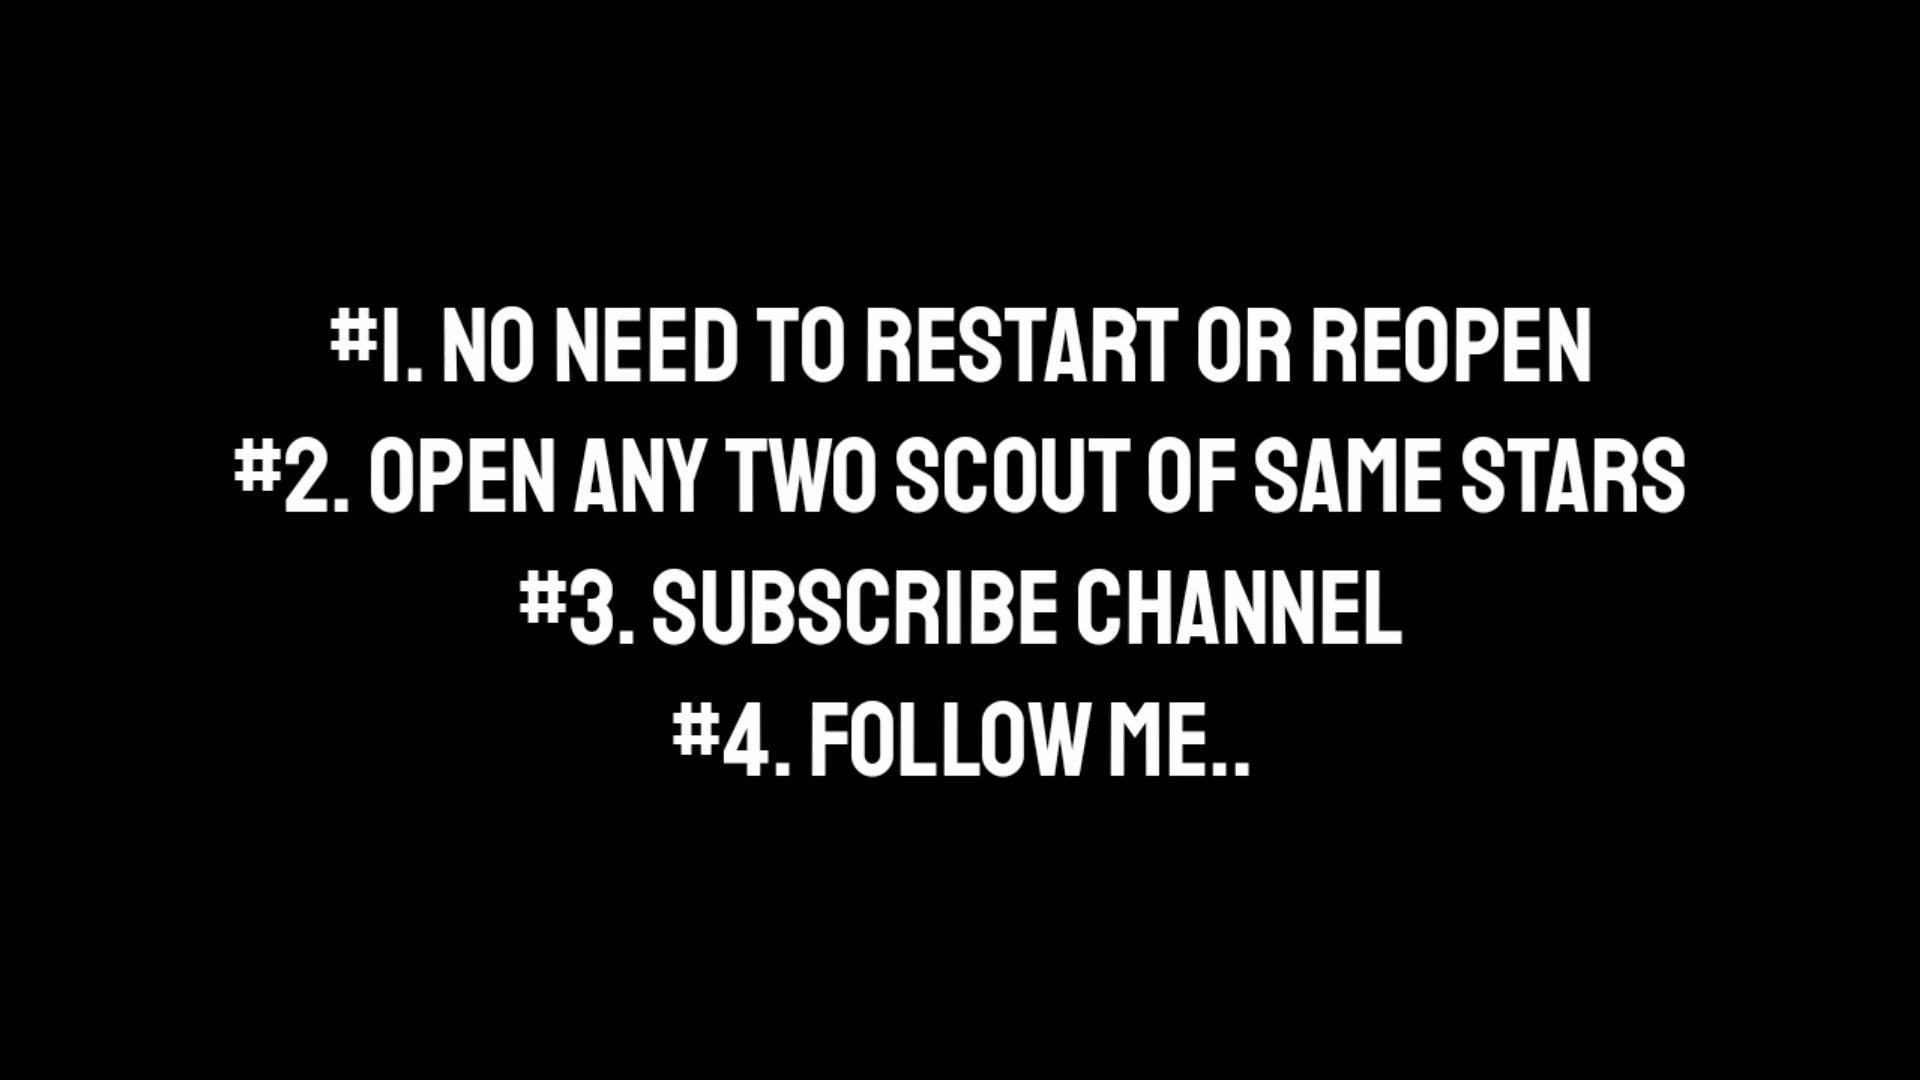 #1. NO NEED TO RESTART OR REOPEN
#2. OPEN ANY TWO SCOUT OF SAME STARS
#3. SUBSCRIBE CHANNEL
#4. FOLLOW ME..